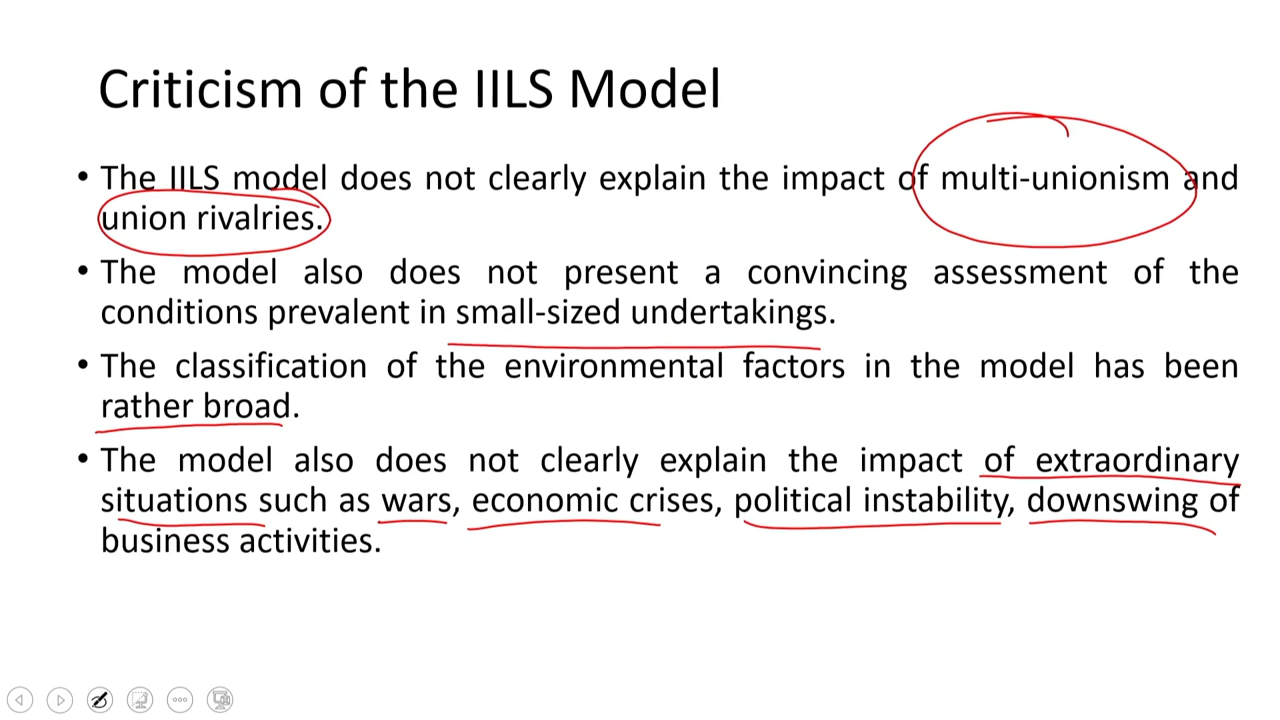 Criticism of the IILS Model
• The IILS model does not clearly explain the impact of multi-unionism and
union rivalries.
• The model also does not present a convincing assessment of the
conditions prevalent in small-sized undertakings.
• The classification of the environmental factors in the model has been
rather broad.
• The model also does not clearly explain the impact of extraordinary
situations such as wars, economic crises, political instability, downswing of
business activities.